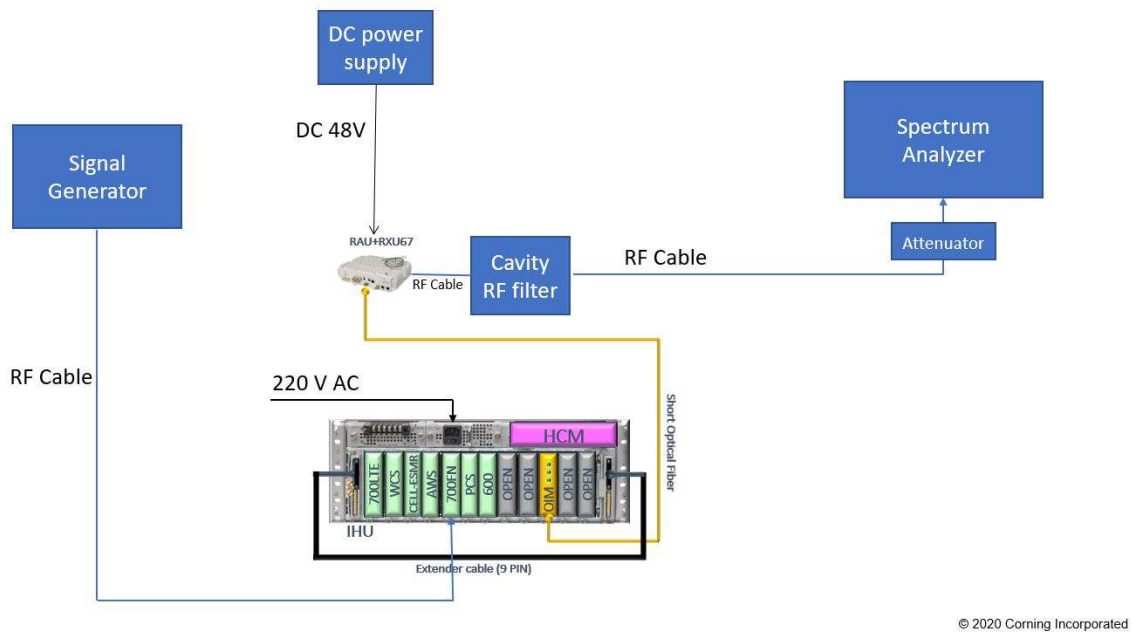 DC power
supply
DC 48V
Signal
Generator
Spectrum
Analyzer
Attenuator
RAU+RXU67
RF Cable
Cavity
RF filter
RF Cable
RF Cable
220 V AC
Short Optical Fiber
HCM
700LTE
WCS
CELL-ESMR
AWS
700FN
PCS
600
OPEN
OPEN
OIM
OPEN
OPEN
IHU
Extender cable (9 PIN)
© 2020 Corning Incorporated